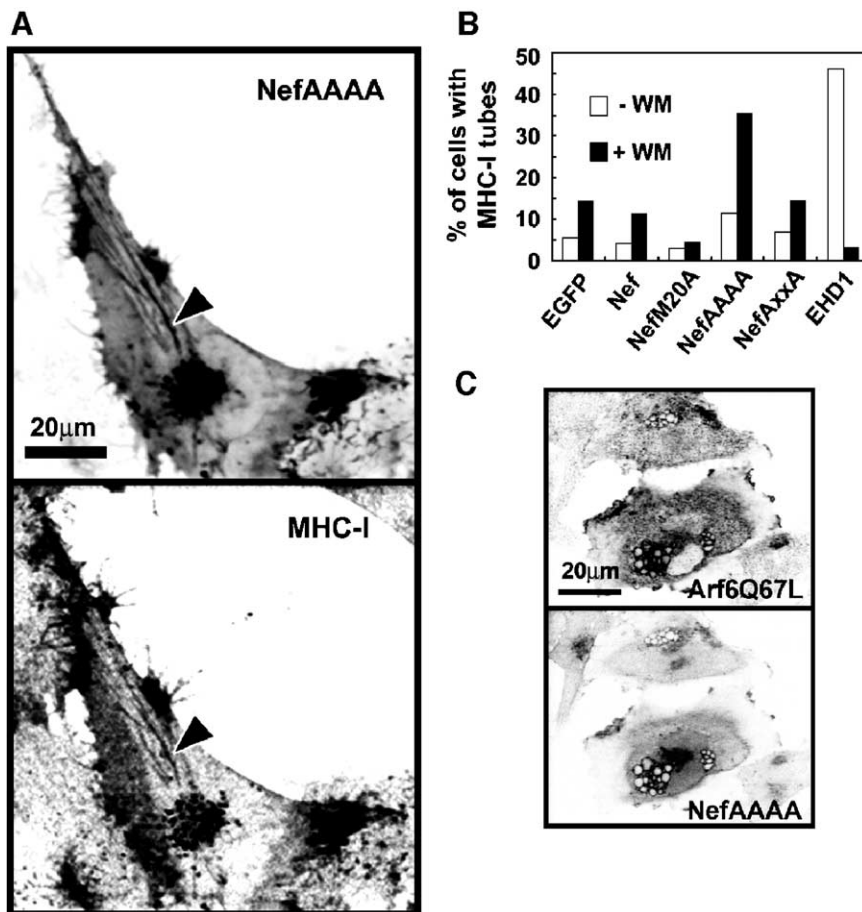 A
NefAAAA
20μm
MHC-I
B
% of cells with
MHC-I tubes
50
40
30
20
10
0
- WM
+ WM
EGFP
Nef
NefM20A
NefAAAA
NefAxxA
EHD1
C
Arf6Q67L
20μm
NefAAAA